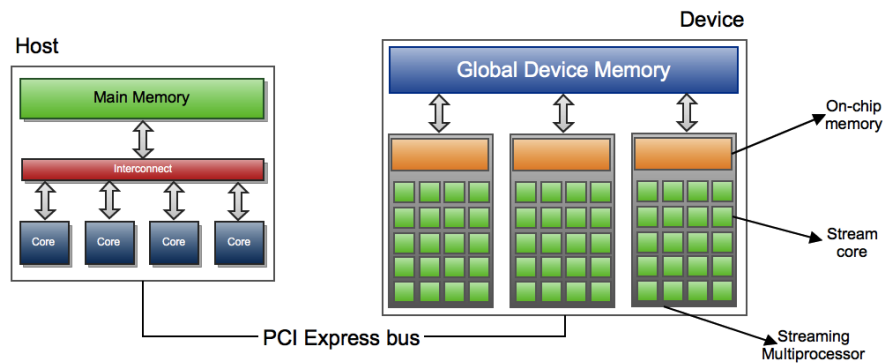 Host
Main Memory
Interconnect
Core
Core
Core
Core
PCI Express bus
Device
Global Device Memory
On-chip
memory
Stream
core
Streaming
Multiprocessor